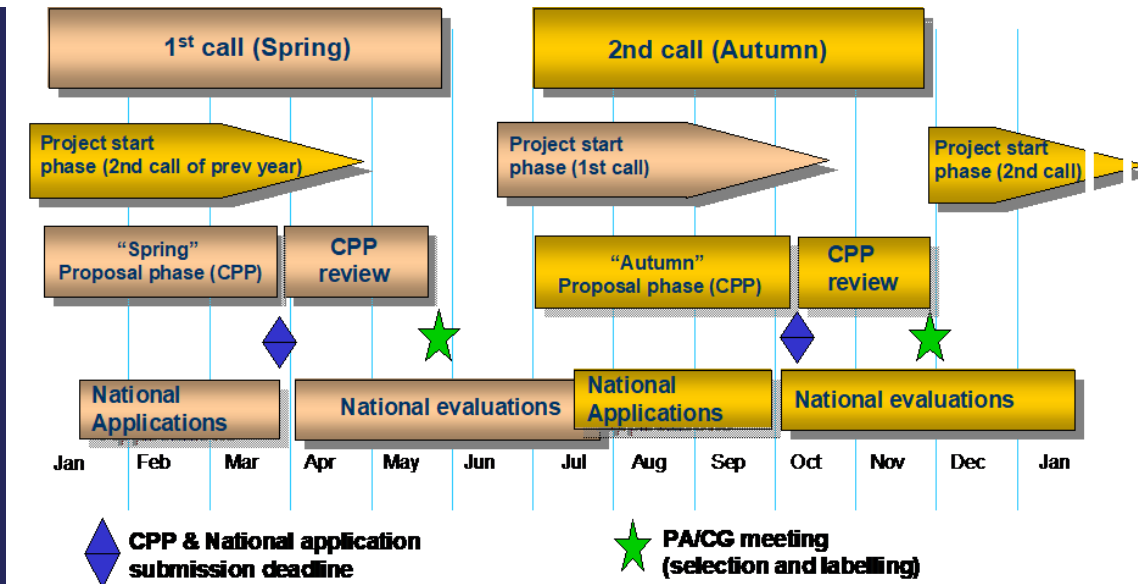 1st call (Spring)
2nd call (Autumn)
Project start
phase (2nd call of prev year)
Project start
phase (1st call)
Project start
phase (2nd call)
“Spring”
Proposal phase (CPP)
CPP
review
“Autumn”
Proposal phase (CPP)
CPP
review
National
Applications
National evaluations
National
Applications
National evaluations
Jan Feb Mar Apr May Jun Jul Aug Sep Oct Nov Dec Jan
CPP & National application
submission deadline
PA/CG meeting
(selection and labelling)